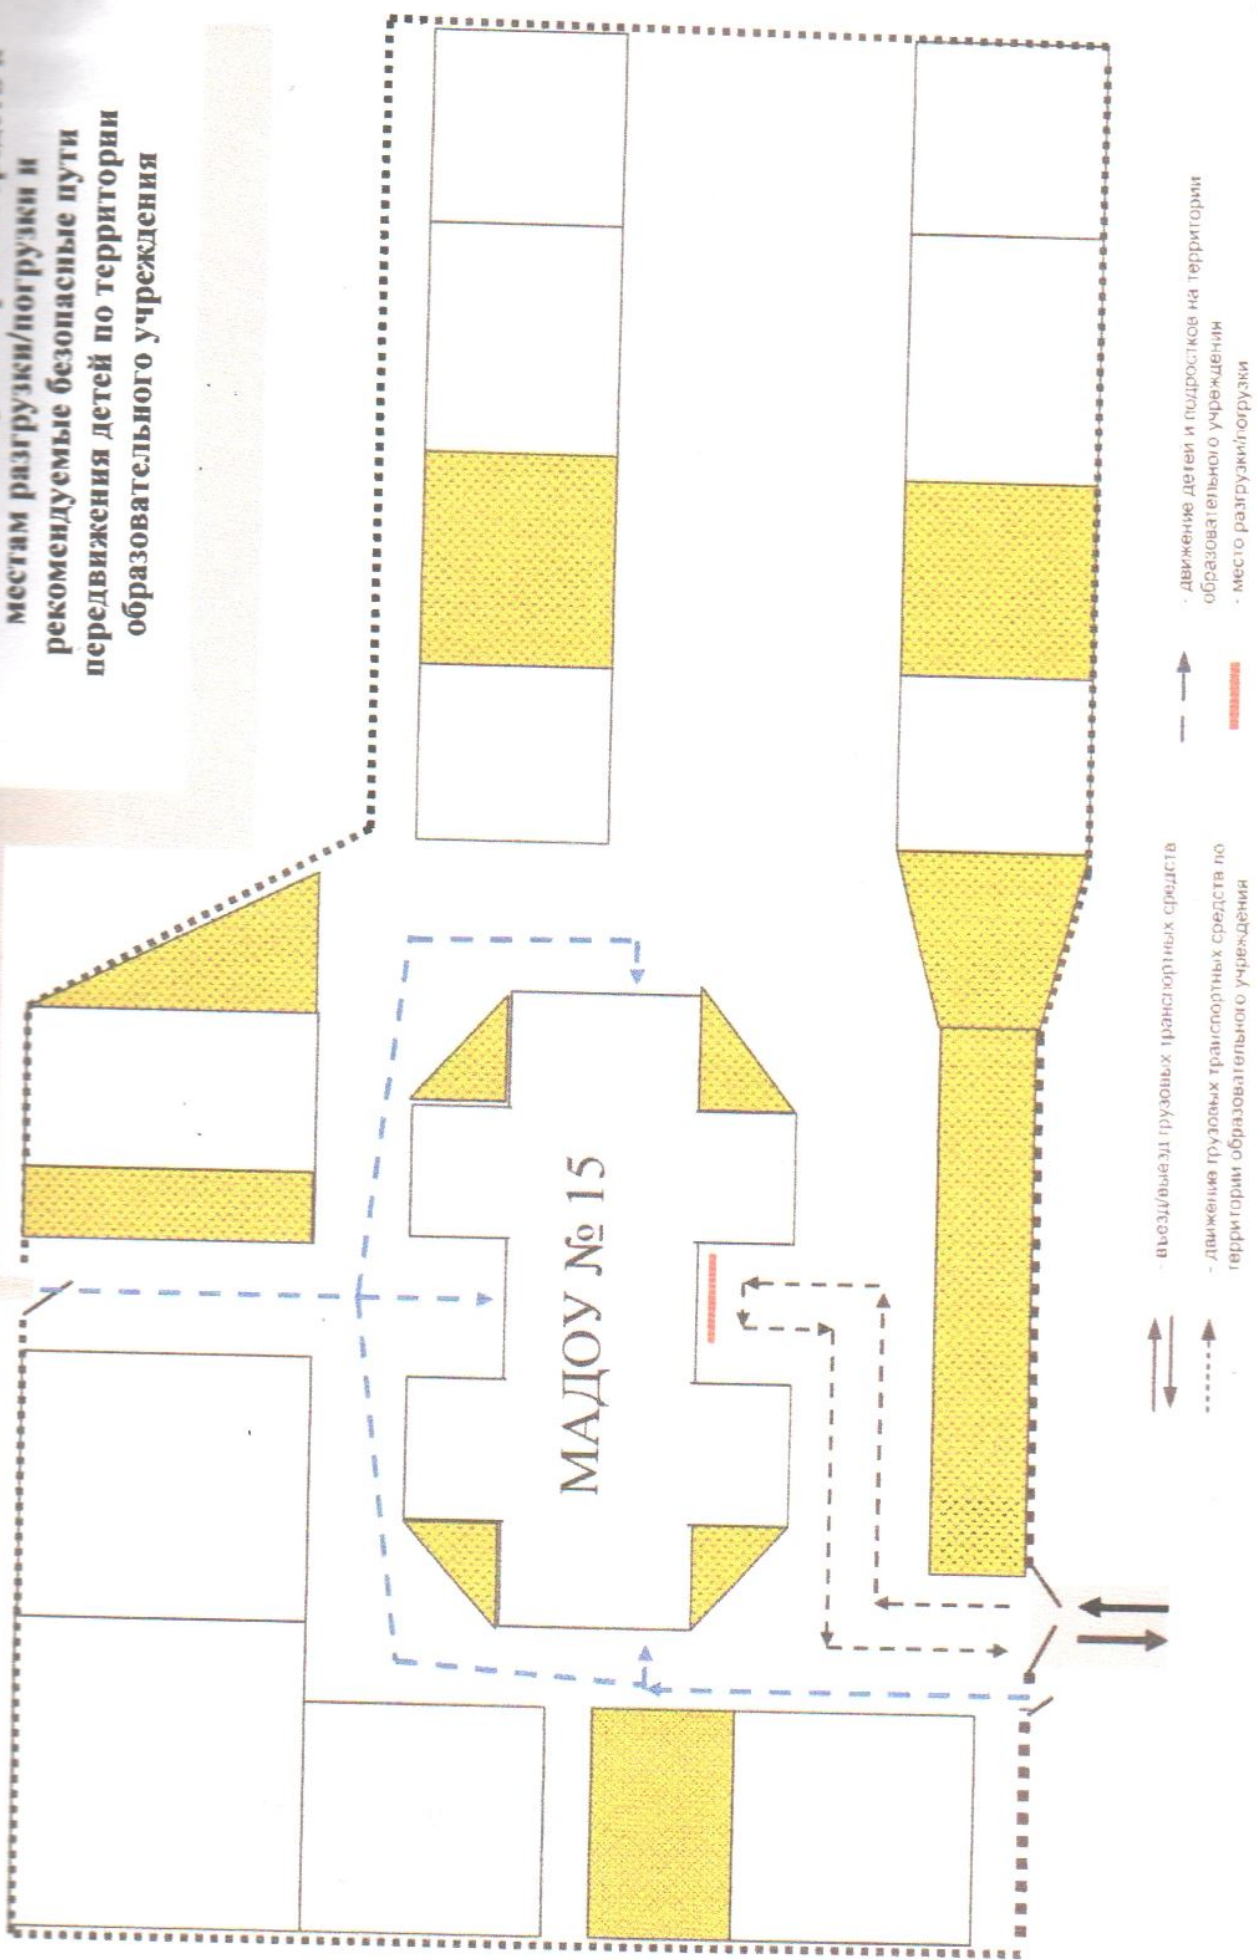 местам разгрузки/погрузки и
рекомендуемые безопасные пути
передвижения детей по территории
образовательного учреждения
МАДОУ № 15
- въезд/выезд грузовых транспортных средств
- движение грузовых транспортных средств по
территории образовательного учреждения
- движение детей и подростков на территории
образовательного учреждения
- место разгрузки/погрузки